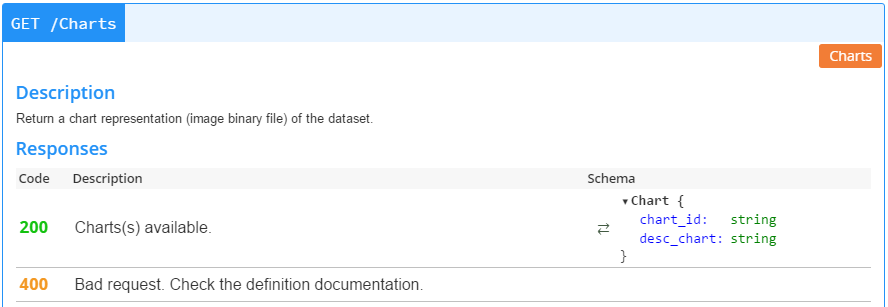 GET /Charts
Charts
Description
Return a chart representation (image binary file) of the dataset.
Responses
Code Description Schema
▼Chart {
chart_id: string
200 Charts(s) available. ⇄
desc_chart: string
}
400 Bad request. Check the definition documentation.